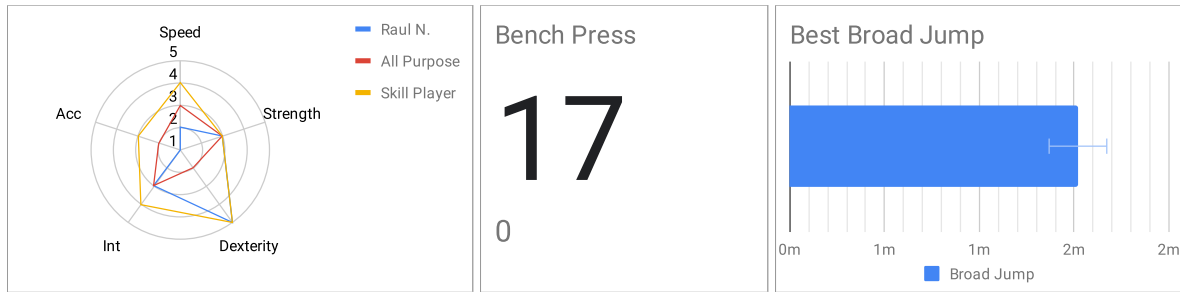 Speed
5
4
3
2
1
Acc
Strength
Int
Dexterity
Raul N.
All Purpose
Skill Player
Bench Press
17
0
Best Broad Jump
0m 1m 1m 2m 2m
Broad Jump